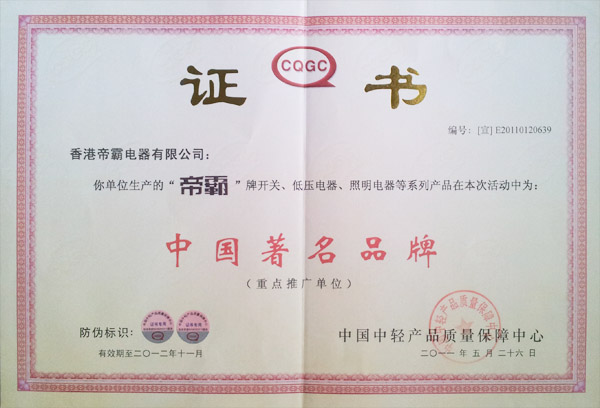 CQGC
证 书
编号：[宣] E20110120639
香港帝霸电器有限公司：
你单位生产的“帝霸”牌开关、低压电器、照明电器等系列产品在本次活动中为：
中国著名品牌
（重点推广单位）
防伪标识：
有效期至二〇一二年十一月
中国中轻产品质量保障中心
二〇一一年五月二十六日